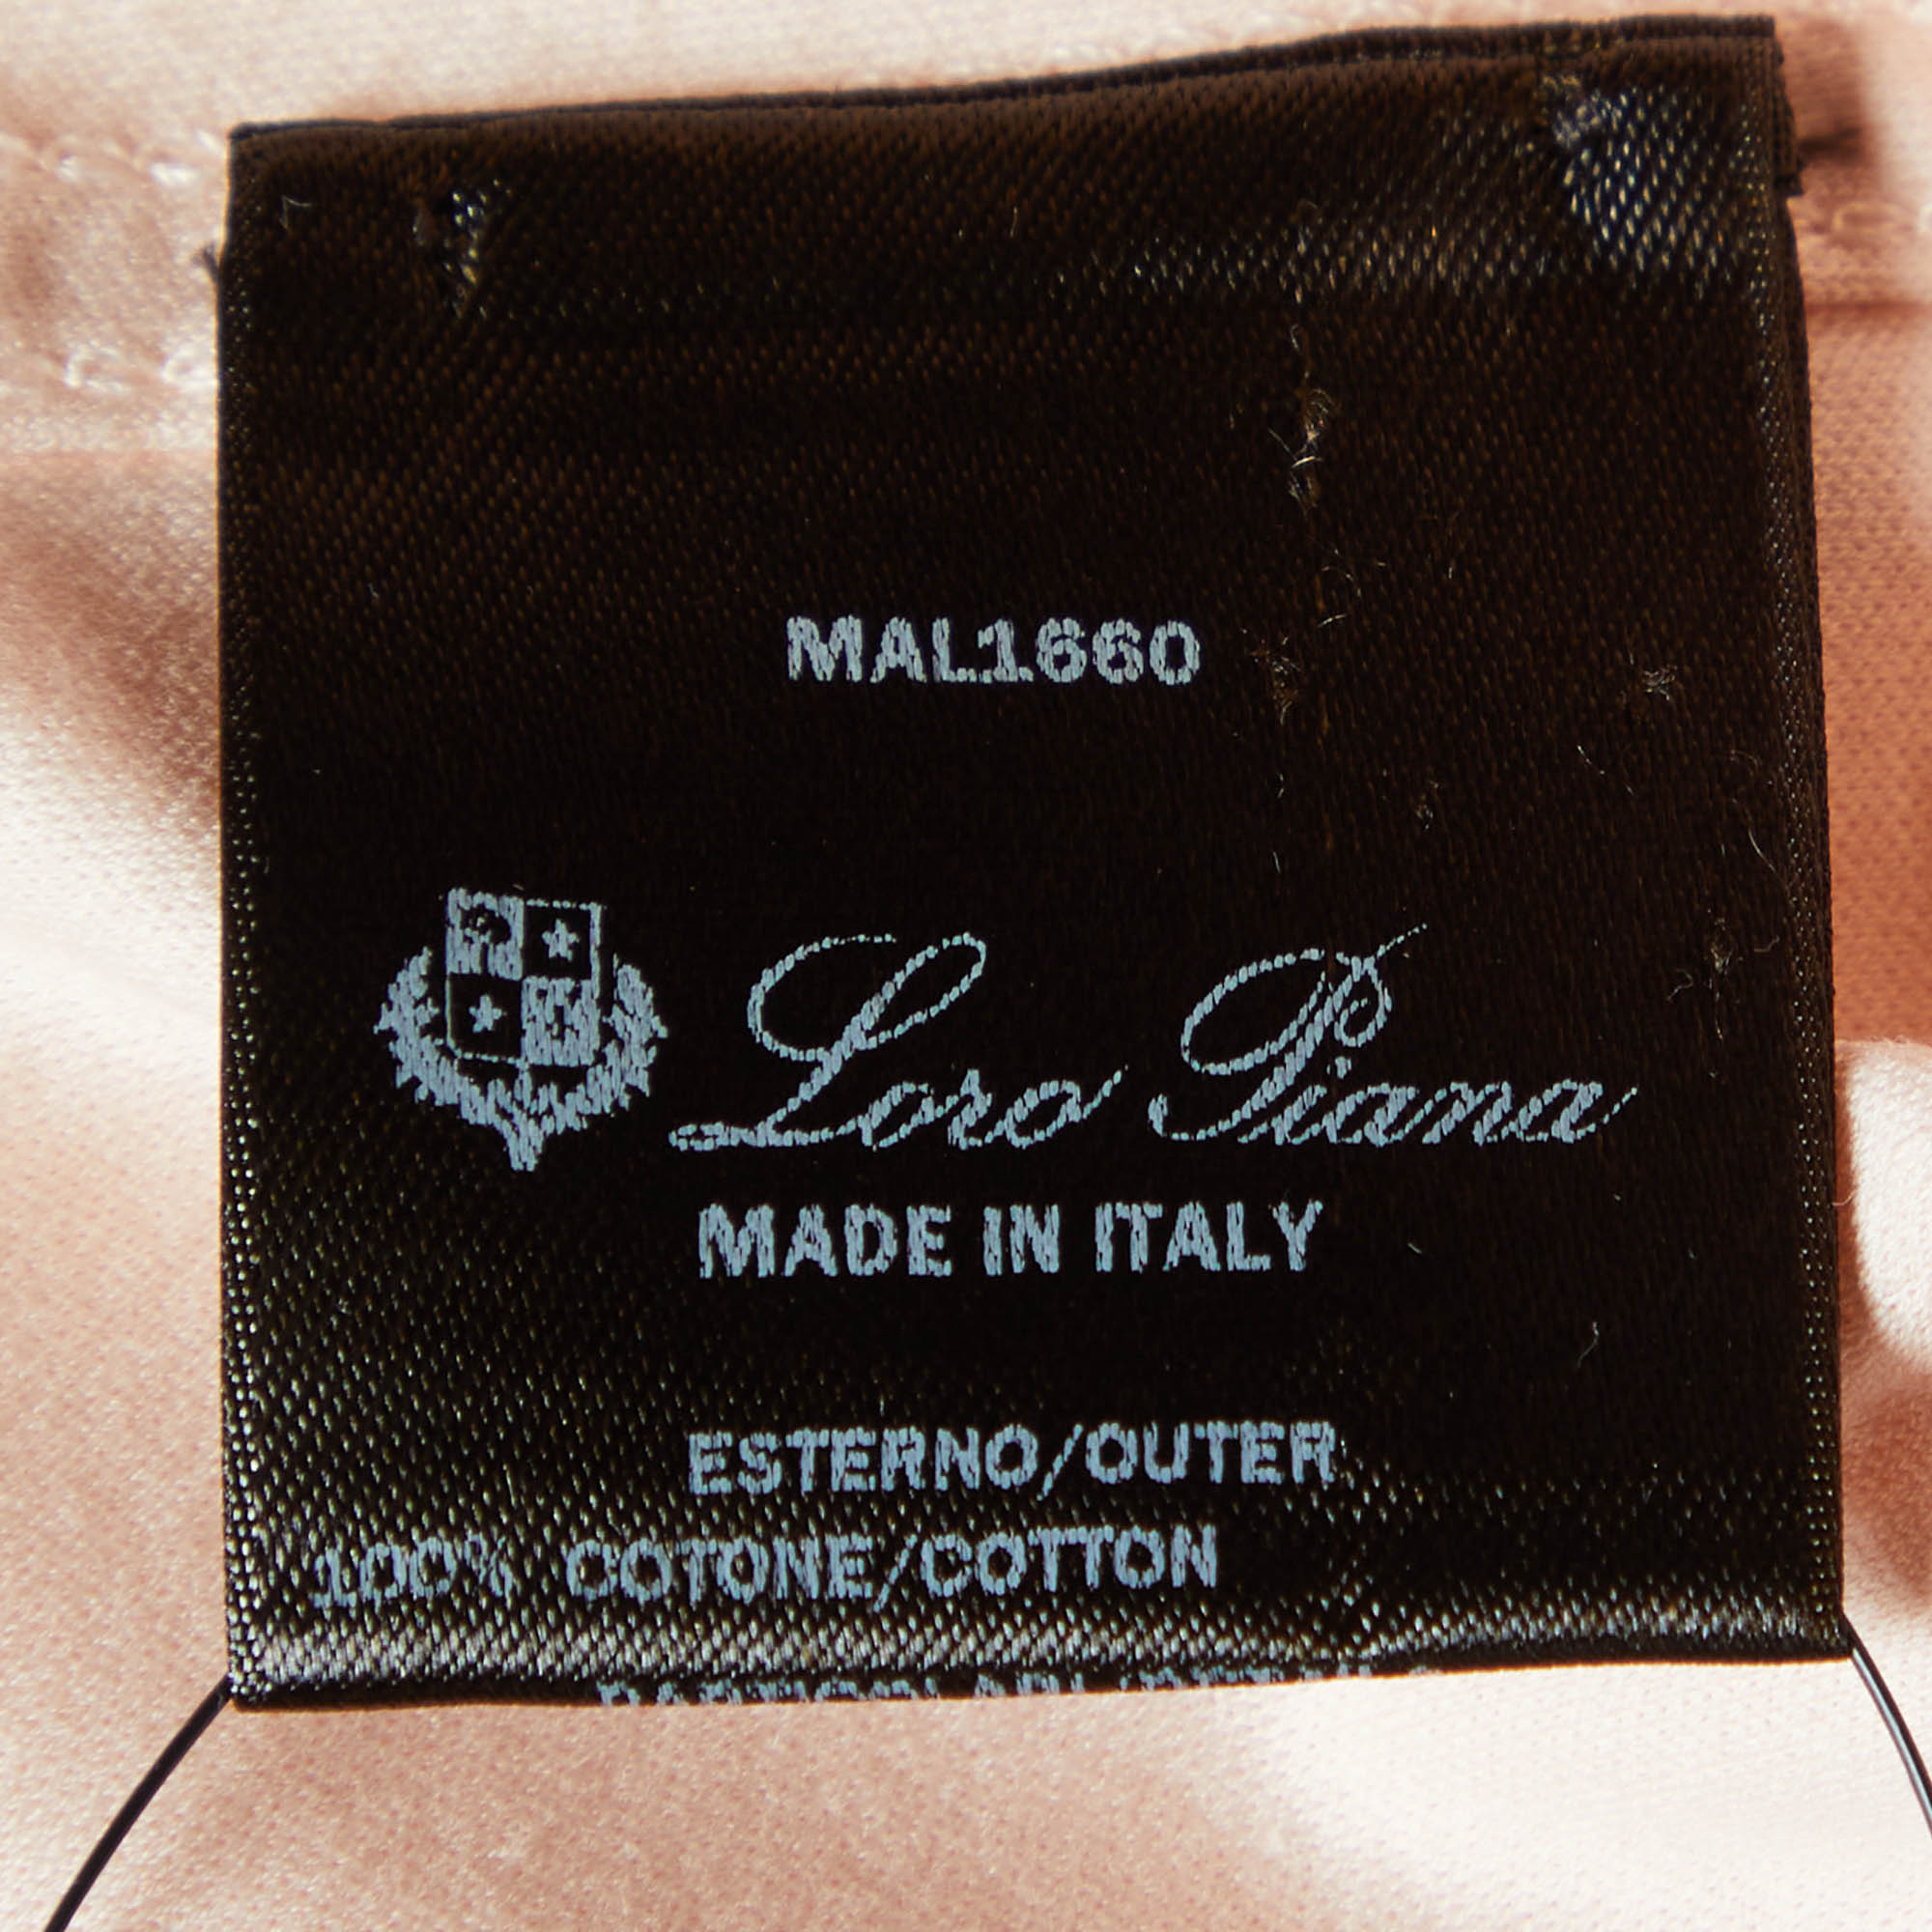 MAL1660
Loro Piana
MADE IN ITALY
ESTERNO/OUTER
100% COTONE/COTTON